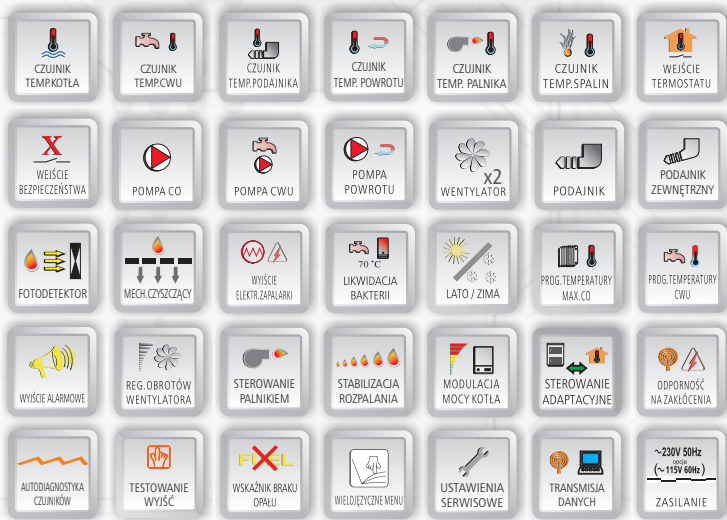 CZUJNIK
TEMP.KOTŁA
CZUJNIK
TEMP.CWU
CZUJNIK
TEMP.PODAJNIKA
CZUJNIK
TEMP. POWROTU
CZUJNIK
TEMP. PALNIKA
CZUJNIK
TEMP.SPALIN
WEJŚCIE
TERMOSTATU
X
WEJŚCIE
BEZPIECZEŃSTWA
POMPA CO
POMPA CWU
POMPA
POWROTU
x2
WENTYLATOR
PODAJNIK
PODAJNIK
ZEWNĘTRZNY
FOTODETEKTOR
MECH.CZYSZCZĄCY
WYJŚCIE
ELEKTR.ZAPALARKI
70 °C
LIKWIDACJA
BAKTERII
LATO / ZIMA
PROG.TEMPERATURY
MAX.CO
PROG.TEMPERATURY
CWU
WYJŚCIE ALARMOWE
REG.OBROTÓW
WENTYLATORA
STEROWANIE
PALNIKIEM
STABILIZACJA
ROZPALANIA
MODULACJA
MOCY KOTŁA
STEROWANIE
ADAPTACYJNE
ODPORNOŚĆ
NA ZAKŁÓCENIA
AUTODIAGNOSTYKA
CZUJNIKÓW
TESTOWANIE
WYJŚĆ
FUEL
WSKAŹNIK BRAKU
OPAŁU
WIELOJĘZYCZNE MENU
USTAWIENIA
SERWISOWE
TRANSMISJA
DANYCH
~230V 50Hz
opcja
(~115V 60Hz)
ZASILANIE